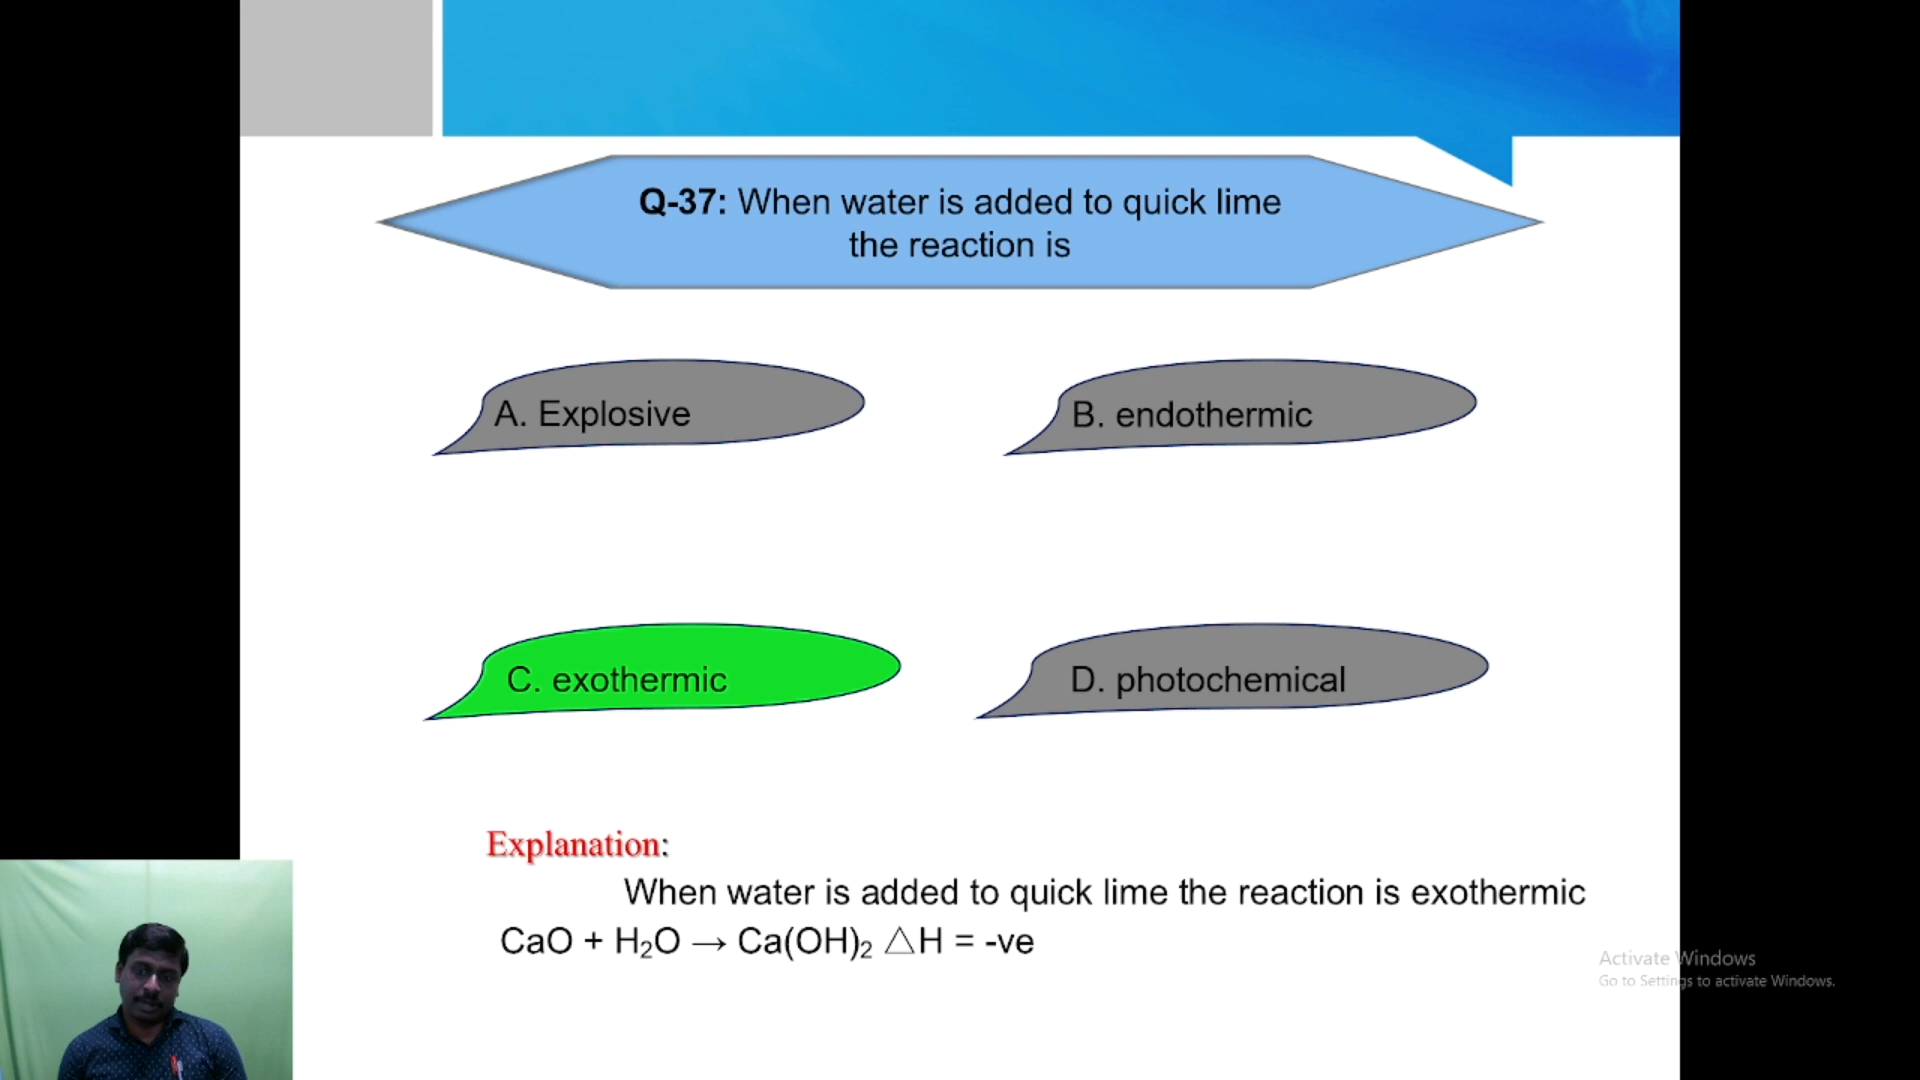 Q-37: When water is added to quick lime
the reaction is
A. Explosive
B. endothermic
C. exothermic
D. photochemical
Explanation:
When water is added to quick lime the reaction is exothermic
CaO + H₂O → Ca(OH)₂ △H = -ve
Activate Windows
Go to Settings to activate Windows.